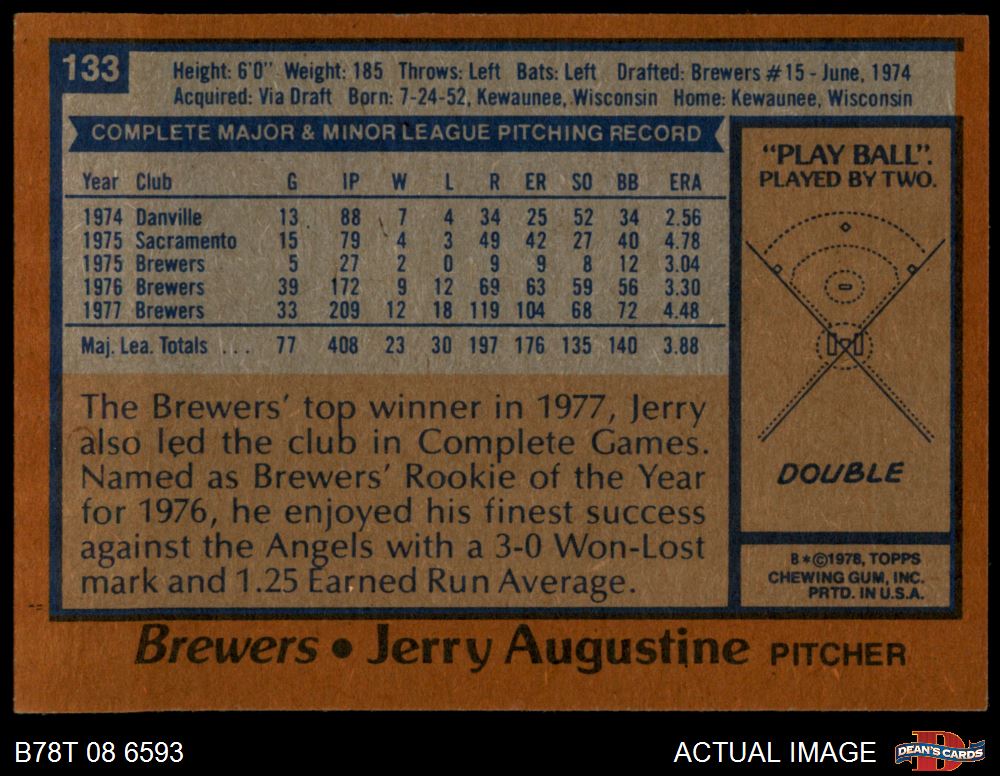 133
Height: 6'0" Weight: 185 Throws: Left Bats: Left Drafted: Brewers #15 - June, 1974
Acquired: Via Draft Born: 7-24-52, Kewaunee, Wisconsin Home: Kewaunee, Wisconsin
COMPLETE MAJOR & MINOR LEAGUE PITCHING RECORD
Year Club G IP W L R ER SO BB ERA
1974 Danville 13 88 7 4 34 25 52 34 2.56
1975 Sacramento 15 79 4 3 49 42 27 40 4.78
1975 Brewers 5 27 2 0 9 9 8 12 3.04
1976 Brewers 39 172 9 12 69 63 59 56 3.30
1977 Brewers 33 209 12 18 119 104 68 72 4.48
Maj. Lea. Totals ... 77 408 23 30 197 176 135 140 3.88
The Brewers' top winner in 1977, Jerry
also led the club in Complete Games.
Named as Brewers' Rookie of the Year
for 1976, he enjoyed his finest success
against the Angels with a 3-0 Won-Lost
mark and 1.25 Earned Run Average.
"PLAY BALL".
PLAYED BY TWO.
DOUBLE
B*©1978, TOPPS
CHEWING GUM, INC.
PRTD. IN U.S.A.
Brewers • Jerry Augustine PITCHER
B78T 08 6593
ACTUAL IMAGE
DEAN'S CARDS